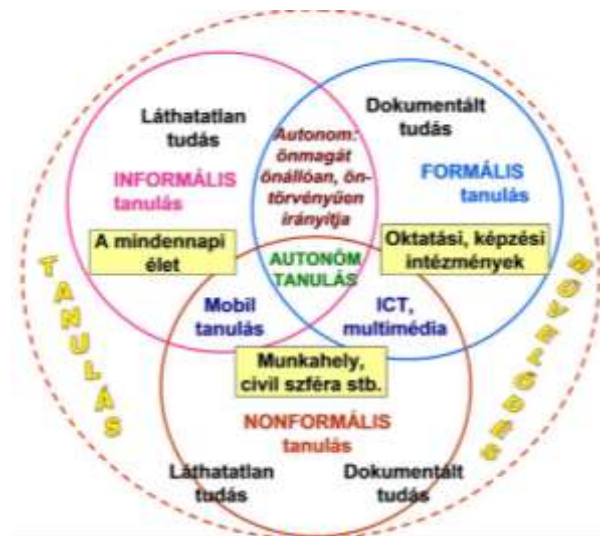 Láthatatlan
tudás
Dokumentált
tudás
Autonom:
önmagát
önállóan, ön-
törvényűen
irányítja
INFORMÁLIS
tanulás
FORMÁLIS
tanulás
A mindennapi
élet
Oktatási, képzési
intézmények
AUTONÓM
TANULÁS
Mobil
tanulás
ICT,
multimédia
Munkahely,
civil szféra stb.
NONFORMÁLIS
tanulás
Láthatatlan
tudás
Dokumentált
tudás
TANULÁS
MŰVELŐDÉS